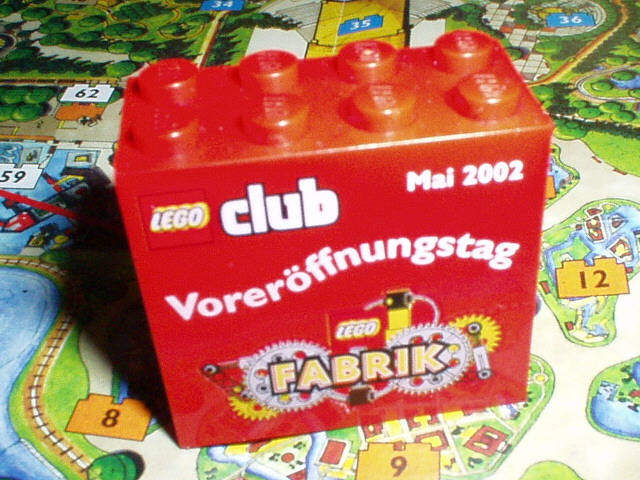 34
35
36
62
59
Mai 2002
LEGO club
Voreröffnungstag
LEGO
FABRIK
12
8
9